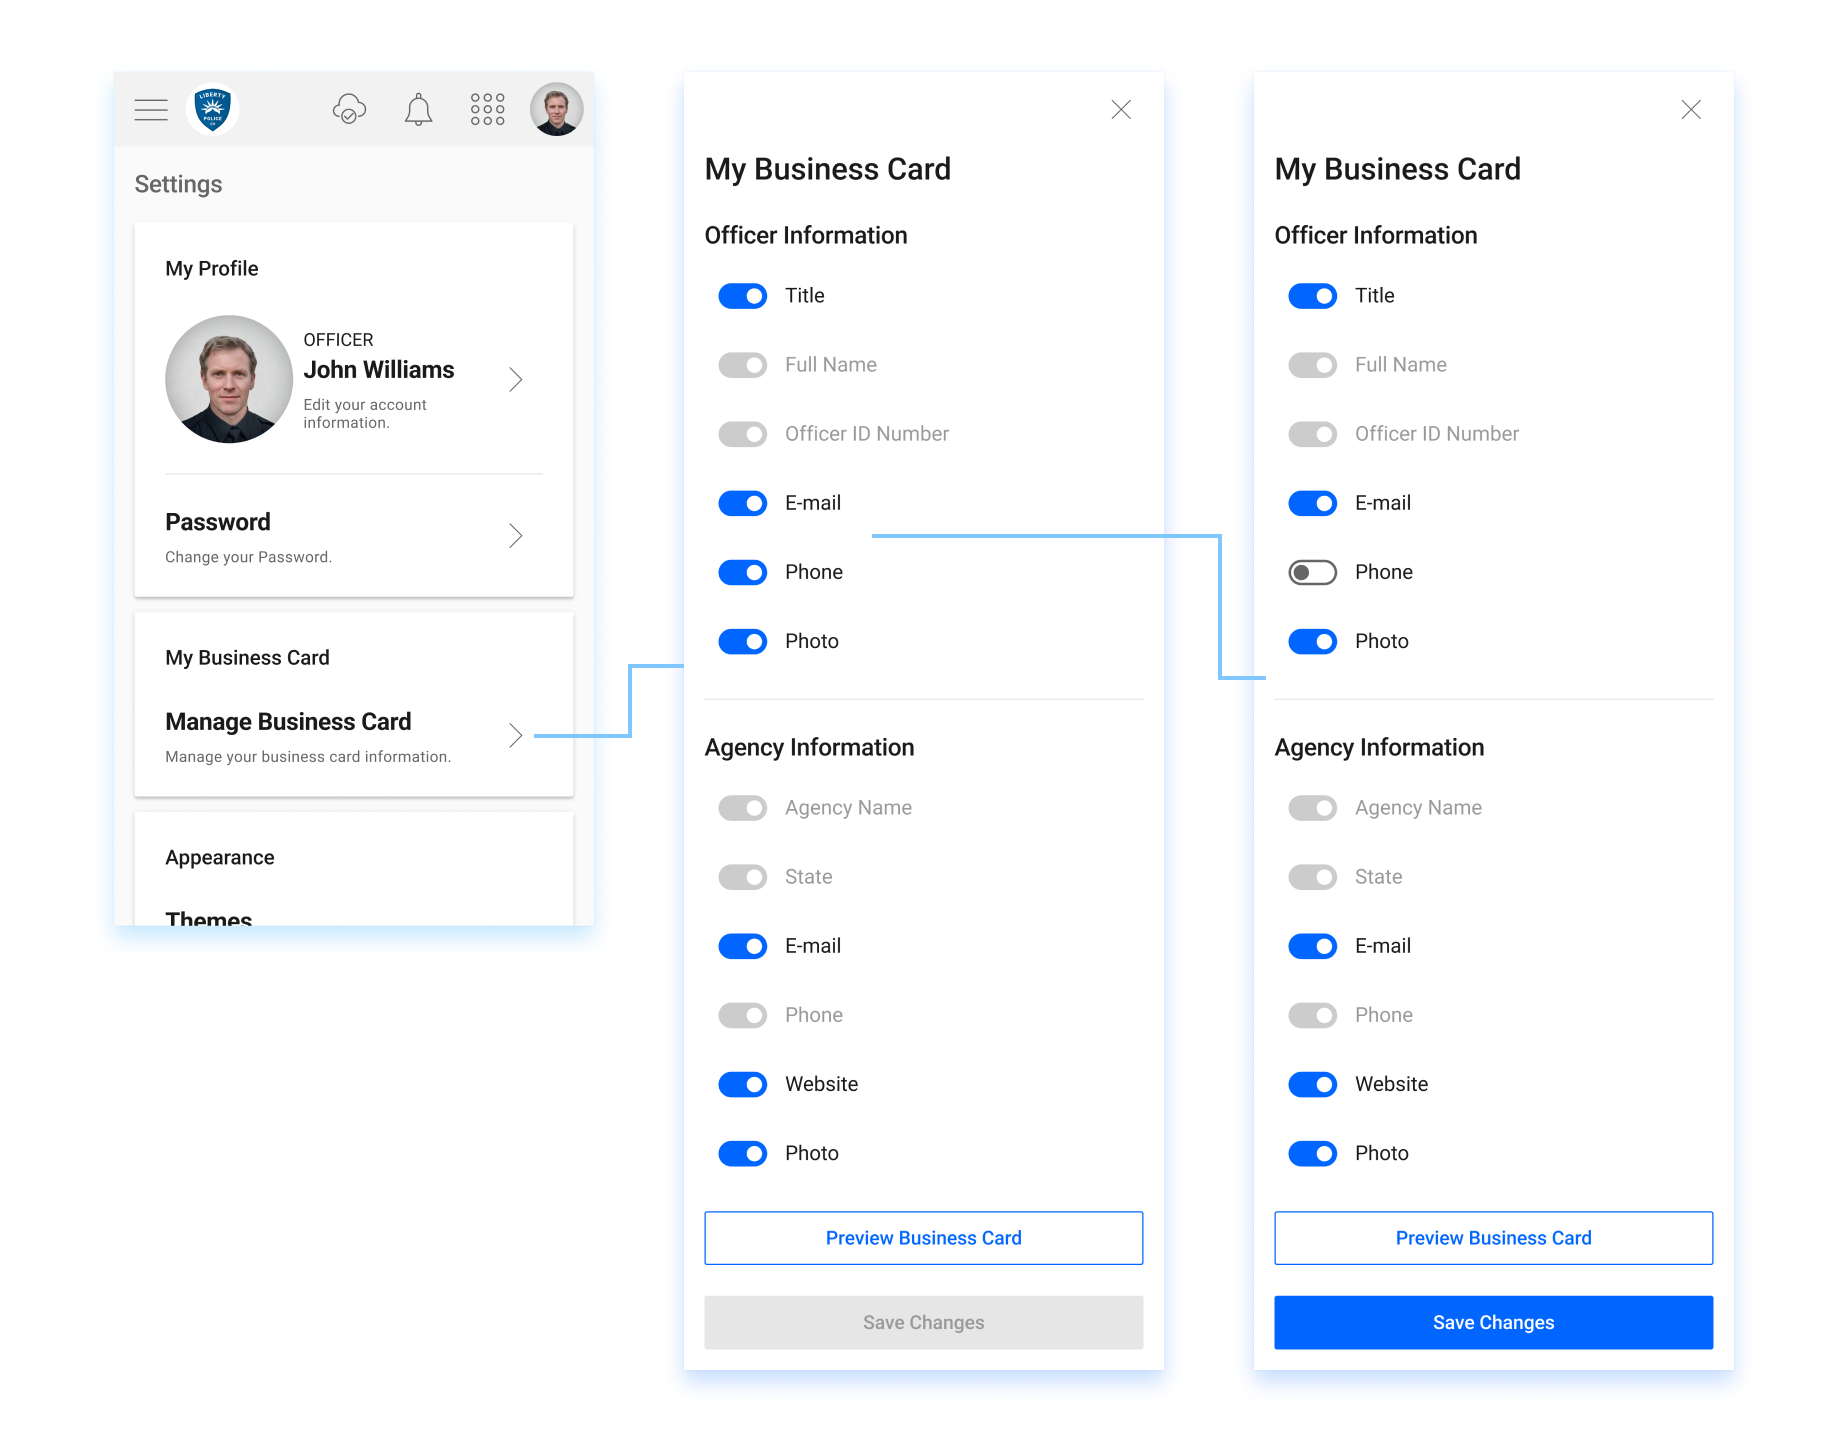 LIBERTY
POLICE
Settings
My Profile
OFFICER
John Williams
Edit your account
information.
Password
Change your Password.
My Business Card
Manage Business Card
Manage your business card information.
Appearance
Themes
My Business Card
Officer Information
Title
Full Name
Officer ID Number
E-mail
Phone
Photo
Agency Information
Agency Name
State
E-mail
Phone
Website
Photo
Preview Business Card
Save Changes
My Business Card
Officer Information
Title
Full Name
Officer ID Number
E-mail
Phone
Photo
Agency Information
Agency Name
State
E-mail
Phone
Website
Photo
Preview Business Card
Save Changes